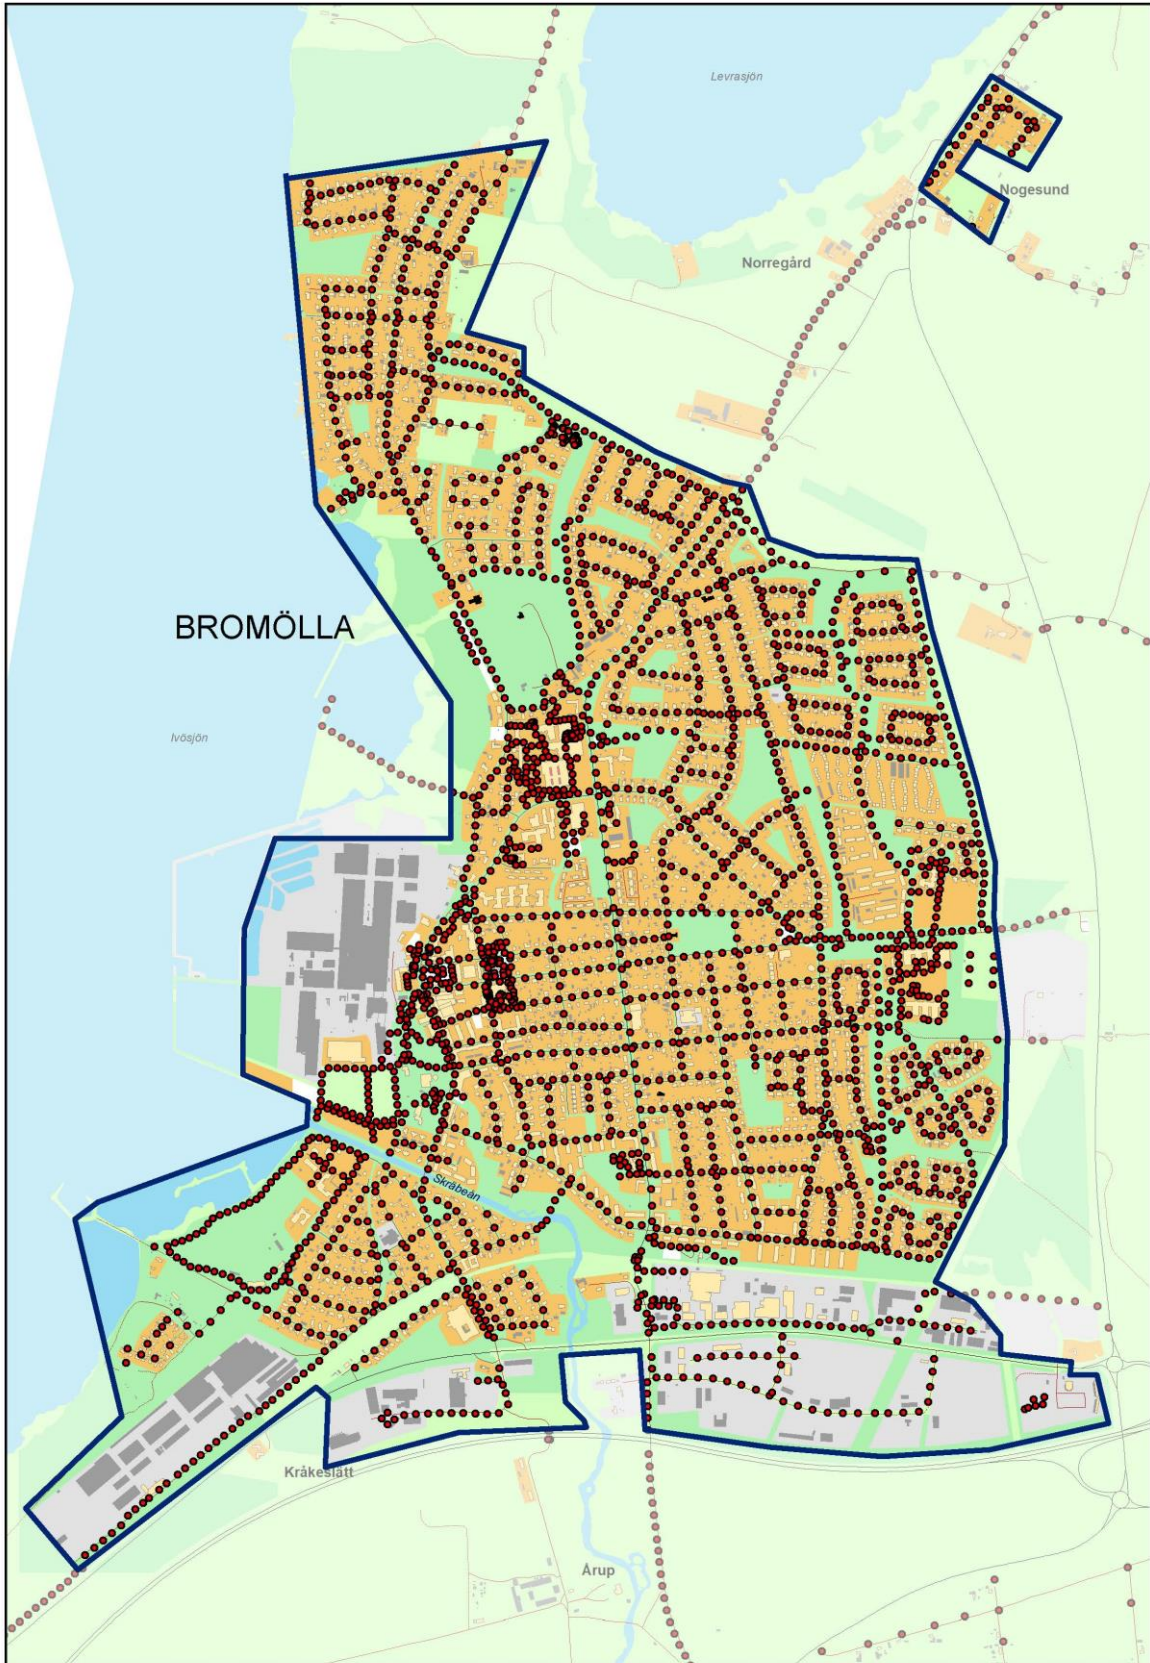 Levrasjön
Nogesund
Norregård
BROMÖLLA
Ivösjön
Skräbeån
Kråkeslätt
Årup